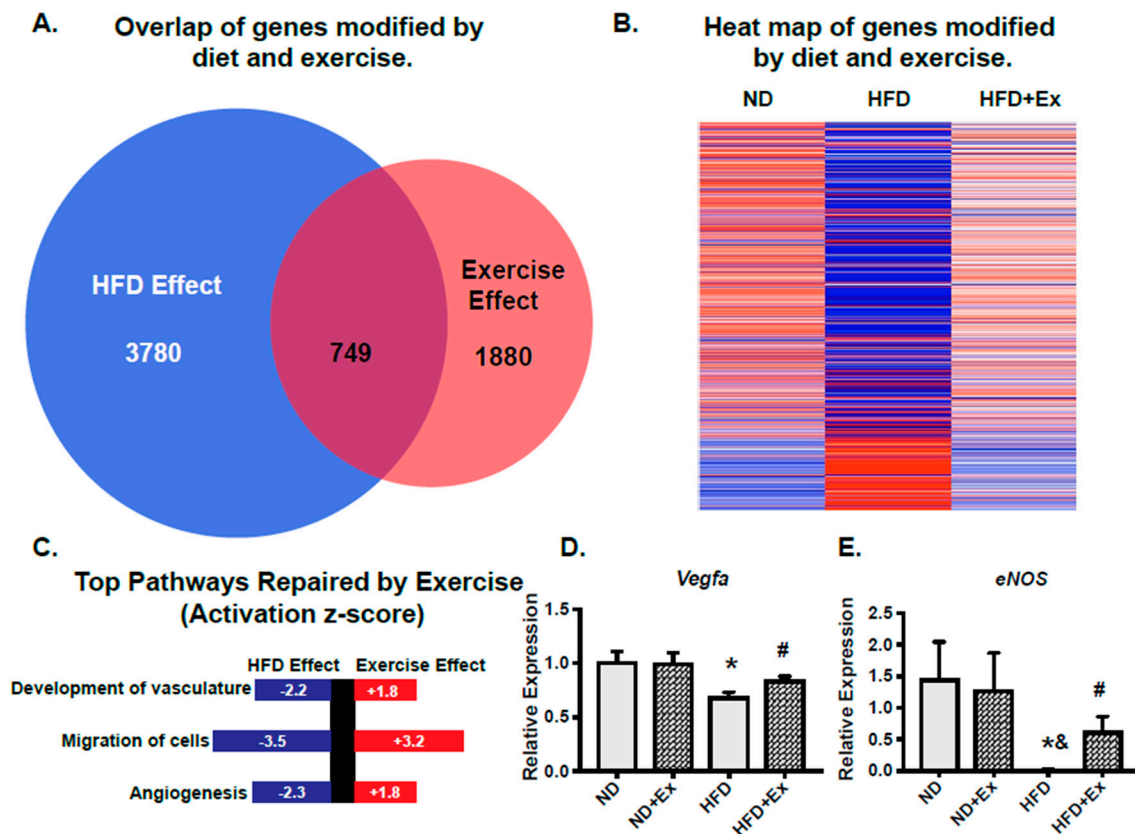 A.
Overlap of genes modified by
diet and exercise.
HFD Effect
3780
749
Exercise
Effect
1880
B.
Heat map of genes modified
by diet and exercise.
ND HFD HFD+Ex
C.
Top Pathways Repaired by Exercise
(Activation z-score)
HFD Effect Exercise Effect
Development of vasculature -2.2 +1.8
Migration of cells -3.5 +3.2
Angiogenesis -2.3 +1.8
D.
Vegfa
Relative Expression
1.5
1.0
0.5
0.0
* #
ND ND+Ex HFD HFD+Ex
E.
eNOS
Relative Expression
2.5
2.0
1.5
1.0
0.5
0.0
*& #
ND ND+Ex HFD HFD+Ex